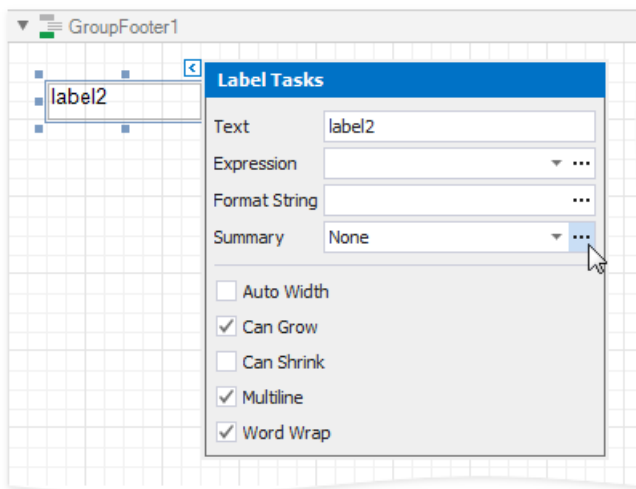 GroupFooter1
label2
Label Tasks
Text label2
Expression
Format String
Summary None
Auto Width
Can Grow
Can Shrink
Multiline
Word Wrap